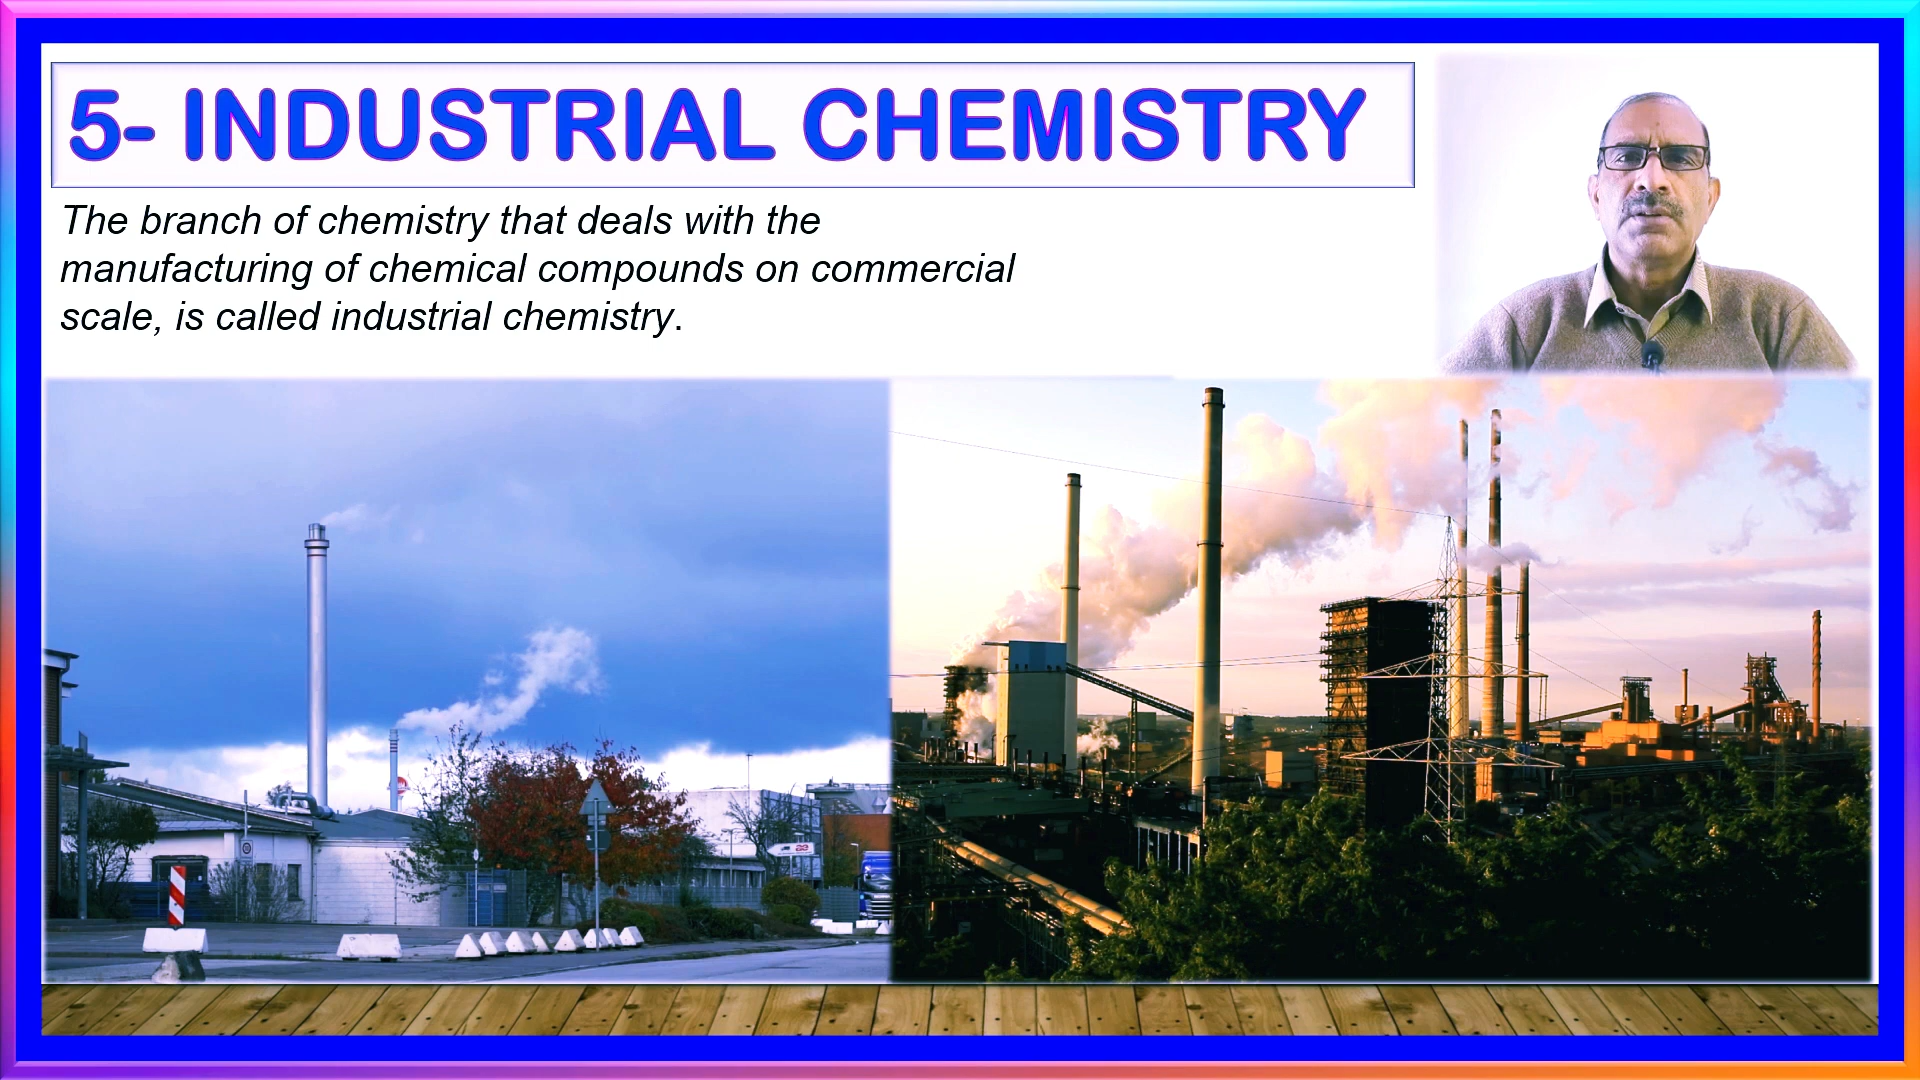 5- INDUSTRIAL CHEMISTRY
The branch of chemistry that deals with the
manufacturing of chemical compounds on commercial
scale, is called industrial chemistry.